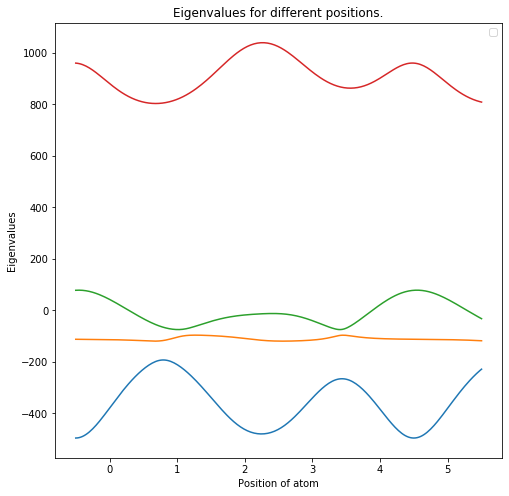 Eigenvalues for different positions.
1000
800
600
400
200
0
−200
−400
Eigenvalues
0 1 2 3 4 5
Position of atom